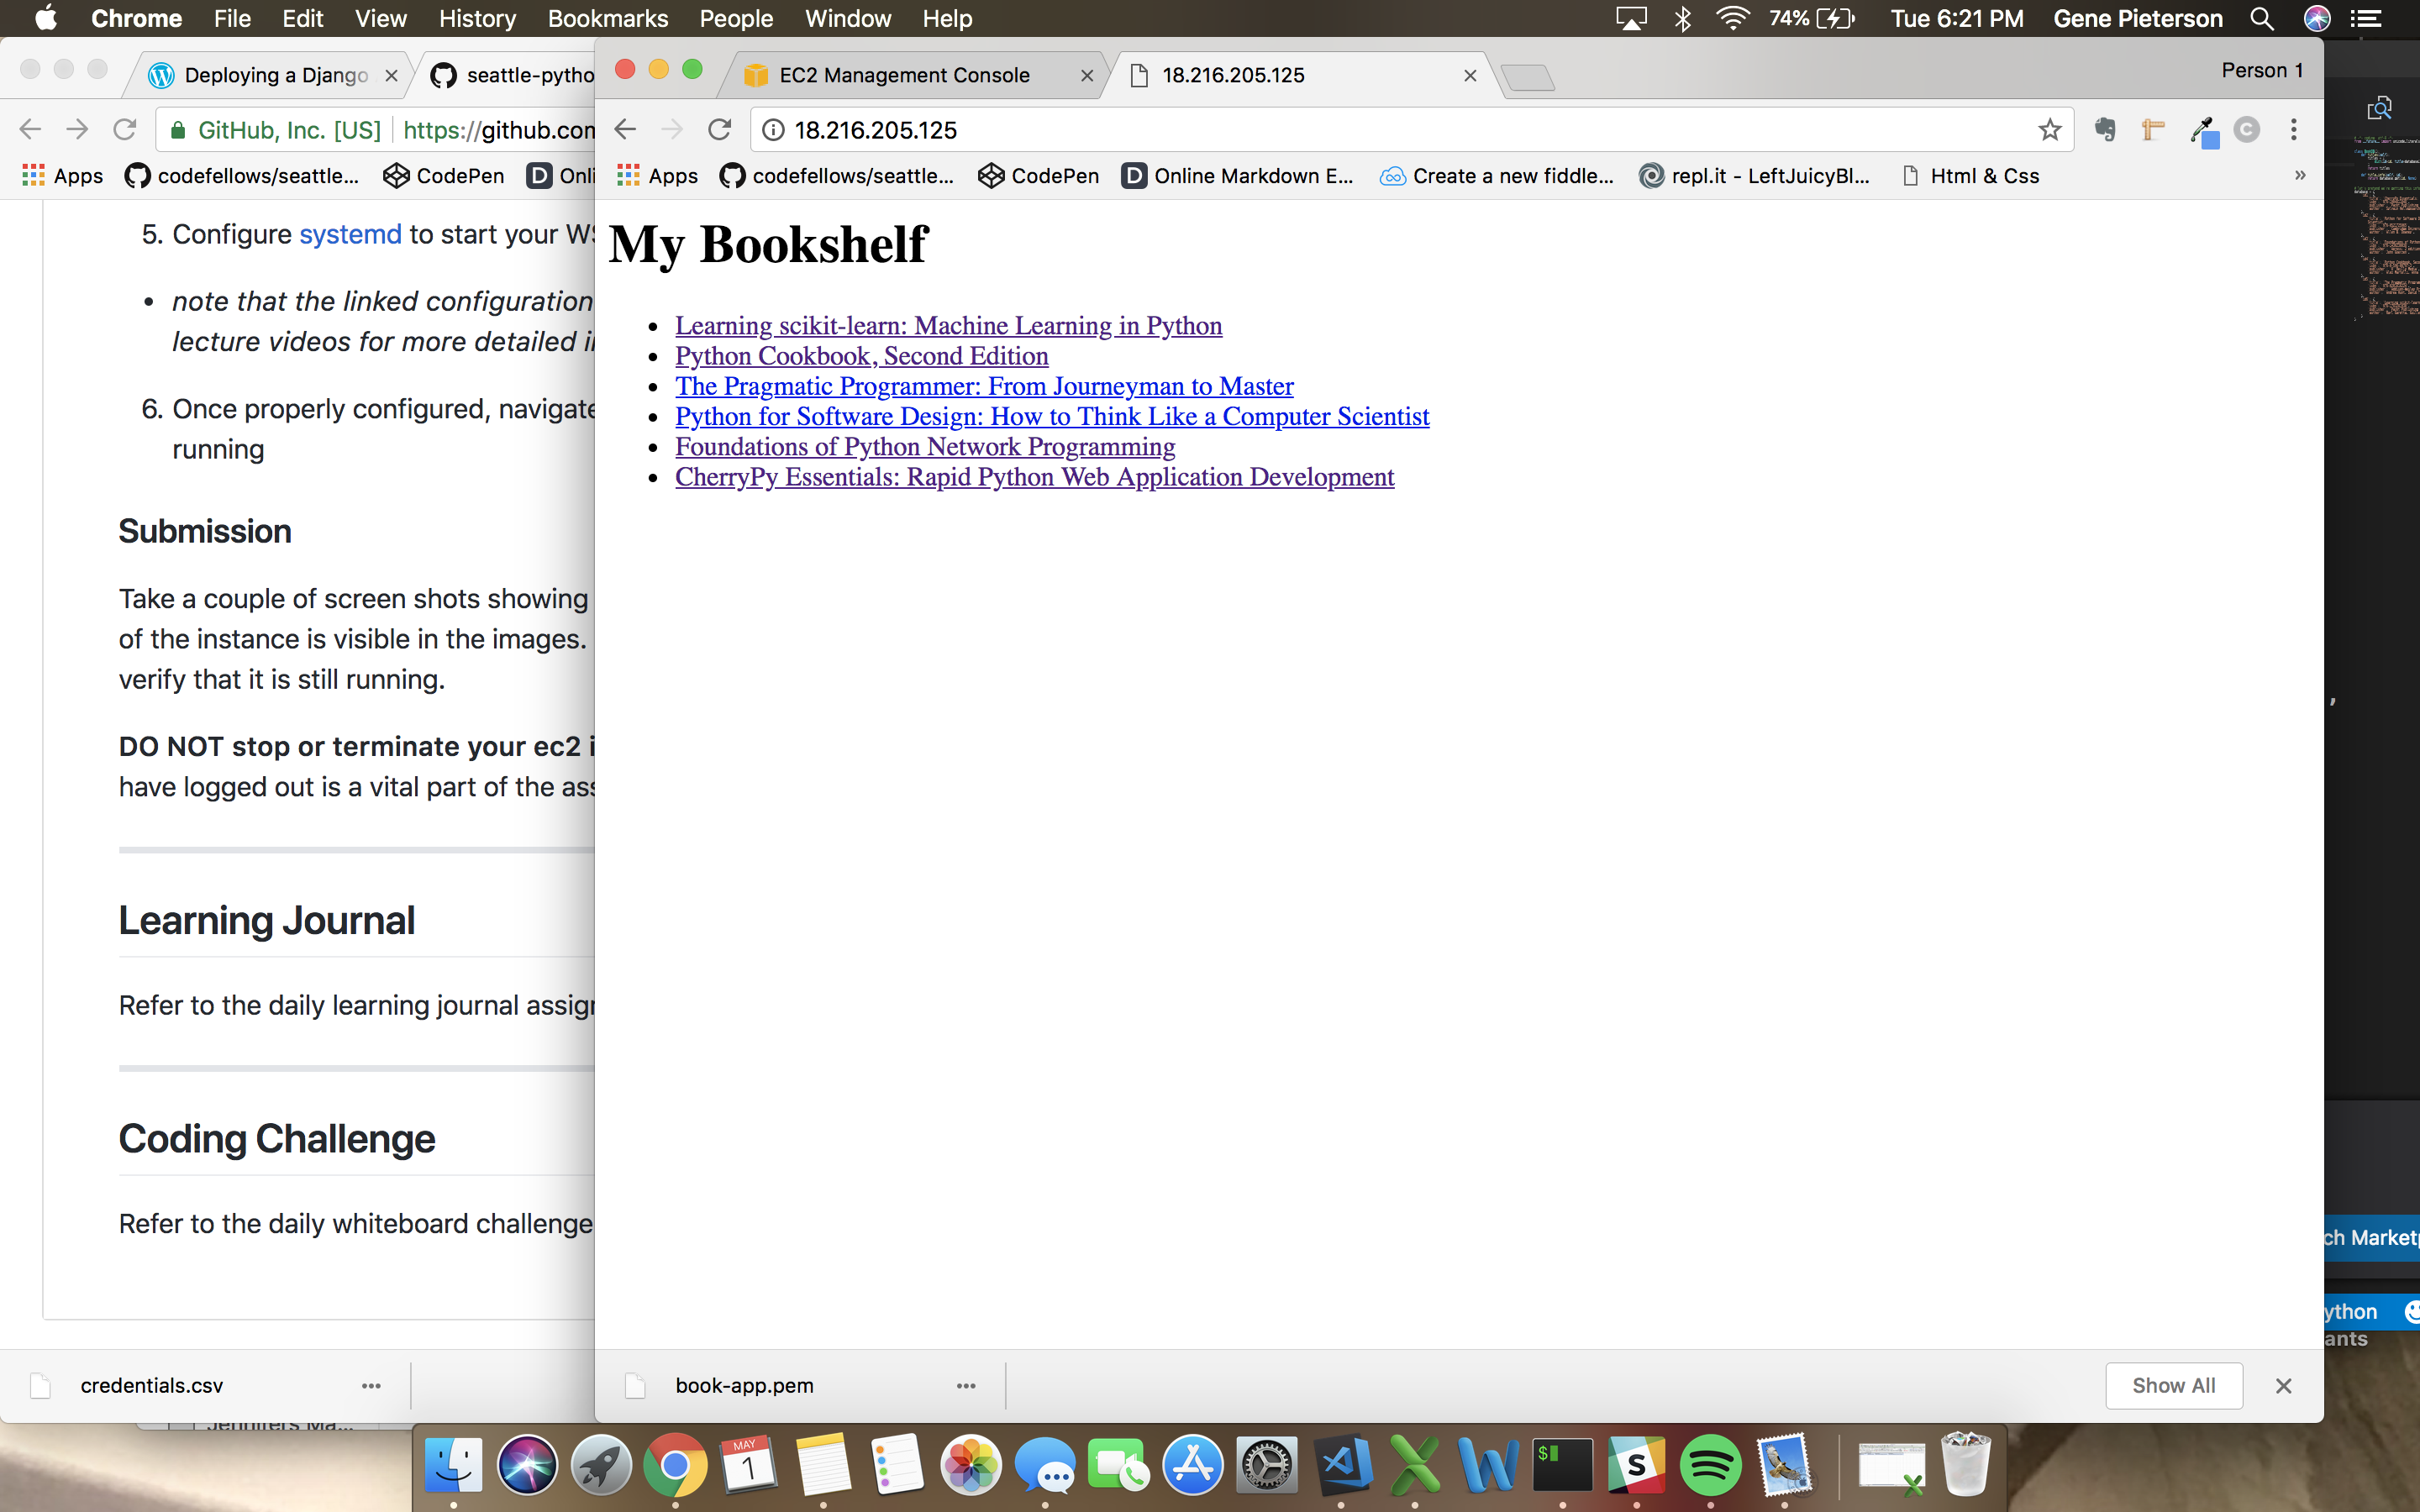 Chrome File Edit View History Bookmarks People Window Help 74% Tue 6:21 PM Gene Pieterson
Deploying a Django
seattle-pytho
GitHub, Inc. [US] https://github.com
Apps codefellows/seattle... CodePen D Onli
5. Configure systemd to start your WS
• note that the linked configuration
lecture videos for more detailed i
6. Once properly configured, navigate
running
Submission
Take a couple of screen shots showing
of the instance is visible in the images.
verify that it is still running.
DO NOT stop or terminate your ec2 i
have logged out is a vital part of the ass
Learning Journal
Refer to the daily learning journal assig
Coding Challenge
Refer to the daily whiteboard challenge
credentials.csv
EC2 Management Console
18.216.205.125
Person 1
18.216.205.125
Apps codefellows/seattle... CodePen D Online Markdown E... Create a new fiddle... repl.it - LeftJuicyBl... Html & Css »
My Bookshelf
• Learning scikit-learn: Machine Learning in Python
• Python Cookbook, Second Edition
• The Pragmatic Programmer: From Journeyman to Master
• Python for Software Design: How to Think Like a Computer Scientist
• Foundations of Python Network Programming
• CherryPy Essentials: Rapid Python Web Application Development
book-app.pem
Show All
ch Market
ython
ants
MAY
1
S